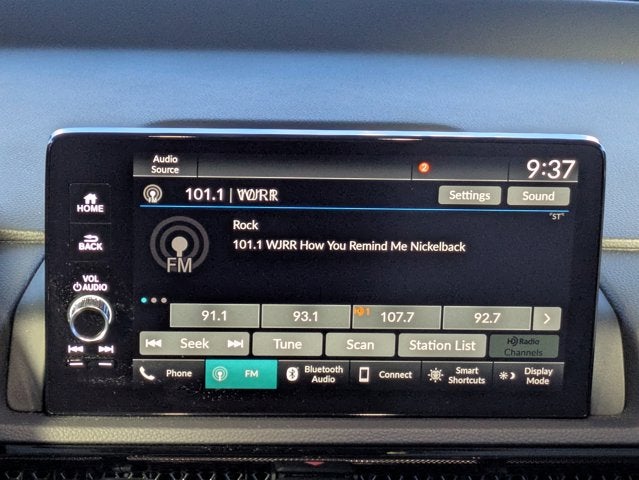 Audio
Source
2
9:37
HOME
101.1 | WJRR
Settings
Sound
"ST"
BACK
Rock
101.1 WJRR How You Remind Me Nickelback
FM
VOL
AUDIO
91.1
93.1
HD1 107.7
92.7
Seek
Tune
Scan
Station List
HD Radio
Channels
Phone
FM
Bluetooth
Audio
Connect
Smart
Shortcuts
Display
Mode